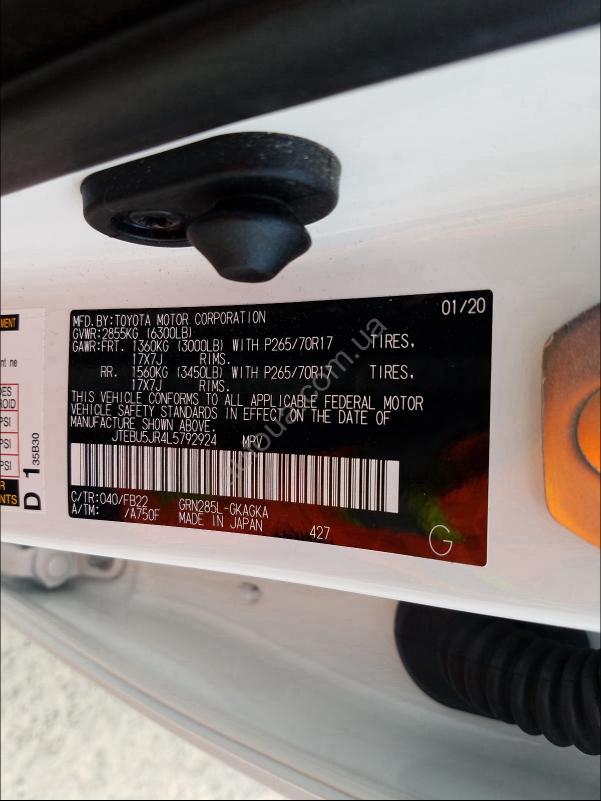 MFD.BY:TOYOTA MOTOR CORPORATION 01/20
GVWR:2855KG (6300LB)
GAWR:FRT. 1360KG (3000LB) WITH P265/70R17 TIRES,
17X7J RIMS.
RR. 1560KG (3450LB) WITH P265/70R17 TIRES,
17X7J RIMS.
THIS VEHICLE CONFORMS TO ALL APPLICABLE FEDERAL MOTOR
VEHICLE SAFETY STANDARDS IN EFFECT ON THE DATE OF
MANUFACTURE SHOWN ABOVE.
JTEBU5JR4L5792924 MPV
C/TR:040/FB22 GRN285L-GKAGKA
A/TM: /A750F MADE IN JAPAN 427
G
PSI
PSI
PSI
D 1 35B30